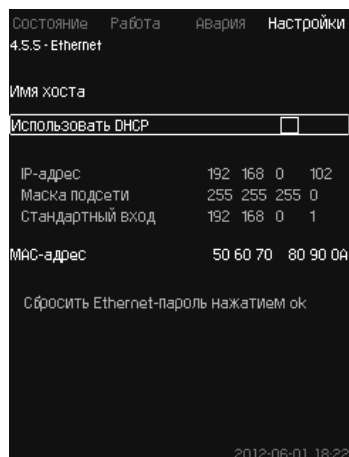 Состояние Работа Авария Настройки
4.5.5 - Ethernet
Имя хоста
Использовать DHCP
IP-адрес 192 168 0 102
Маска подсети 255 255 255 0
Стандартный вход 192 168 0 1
MAC-адрес 50 60 70 80 90 0A
Сбросить Ethernet-пароль нажатием ok
2012-06-01 18:22